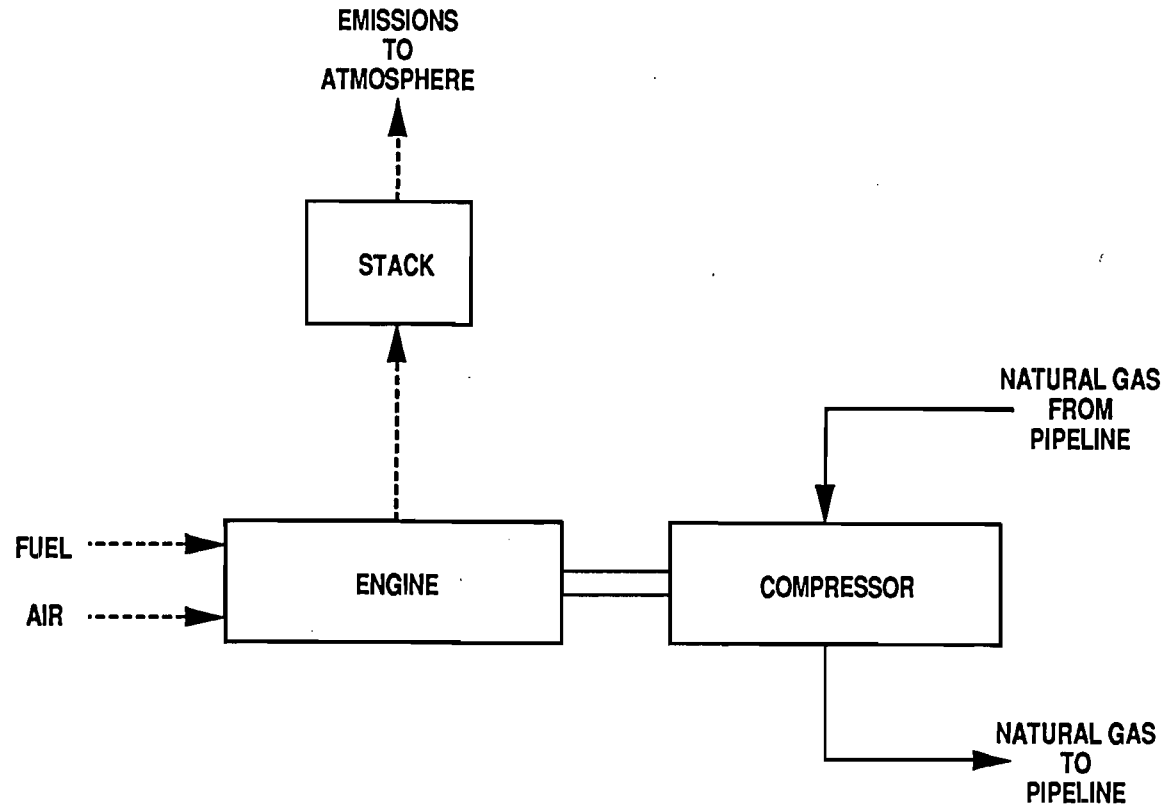 EMISSIONS
TO
ATMOSPHERE
STACK
NATURAL GAS
FROM
PIPELINE
FUEL
ENGINE
COMPRESSOR
AIR
NATURAL GAS
TO
PIPELINE